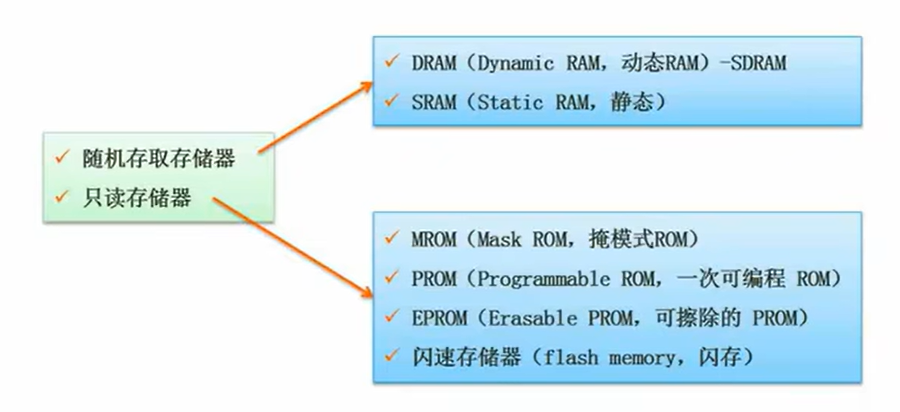 随机存取存储器
只读存储器
DRAM（Dynamic RAM，动态RAM）-SDRAM
SRAM（Static RAM，静态）
MROM（Mask ROM，掩模式ROM）
PROM（Programmable ROM，一次可编程 ROM）
EPROM（Erasable PROM，可擦除的 PROM）
闪速存储器（flash memory，闪存）